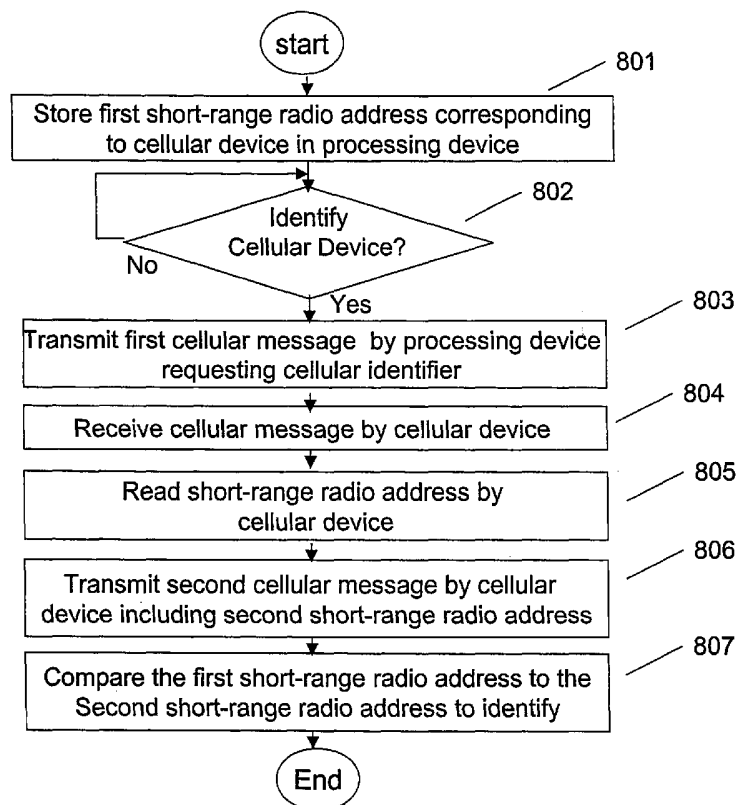 start
801
Store first short-range radio address corresponding
to cellular device in processing device
802
Identify
Cellular Device?
No
Yes
803
Transmit first cellular message by processing device
requesting cellular identifier
804
Receive cellular message by cellular device
805
Read short-range radio address by
cellular device
806
Transmit second cellular message by cellular
device including second short-range radio address
807
Compare the first short-range radio address to the
Second short-range radio address to identify
End